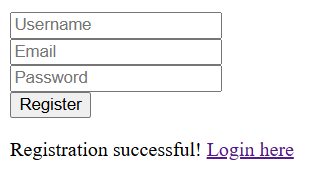 Username
Email
Password
Register
Registration successful! Login here